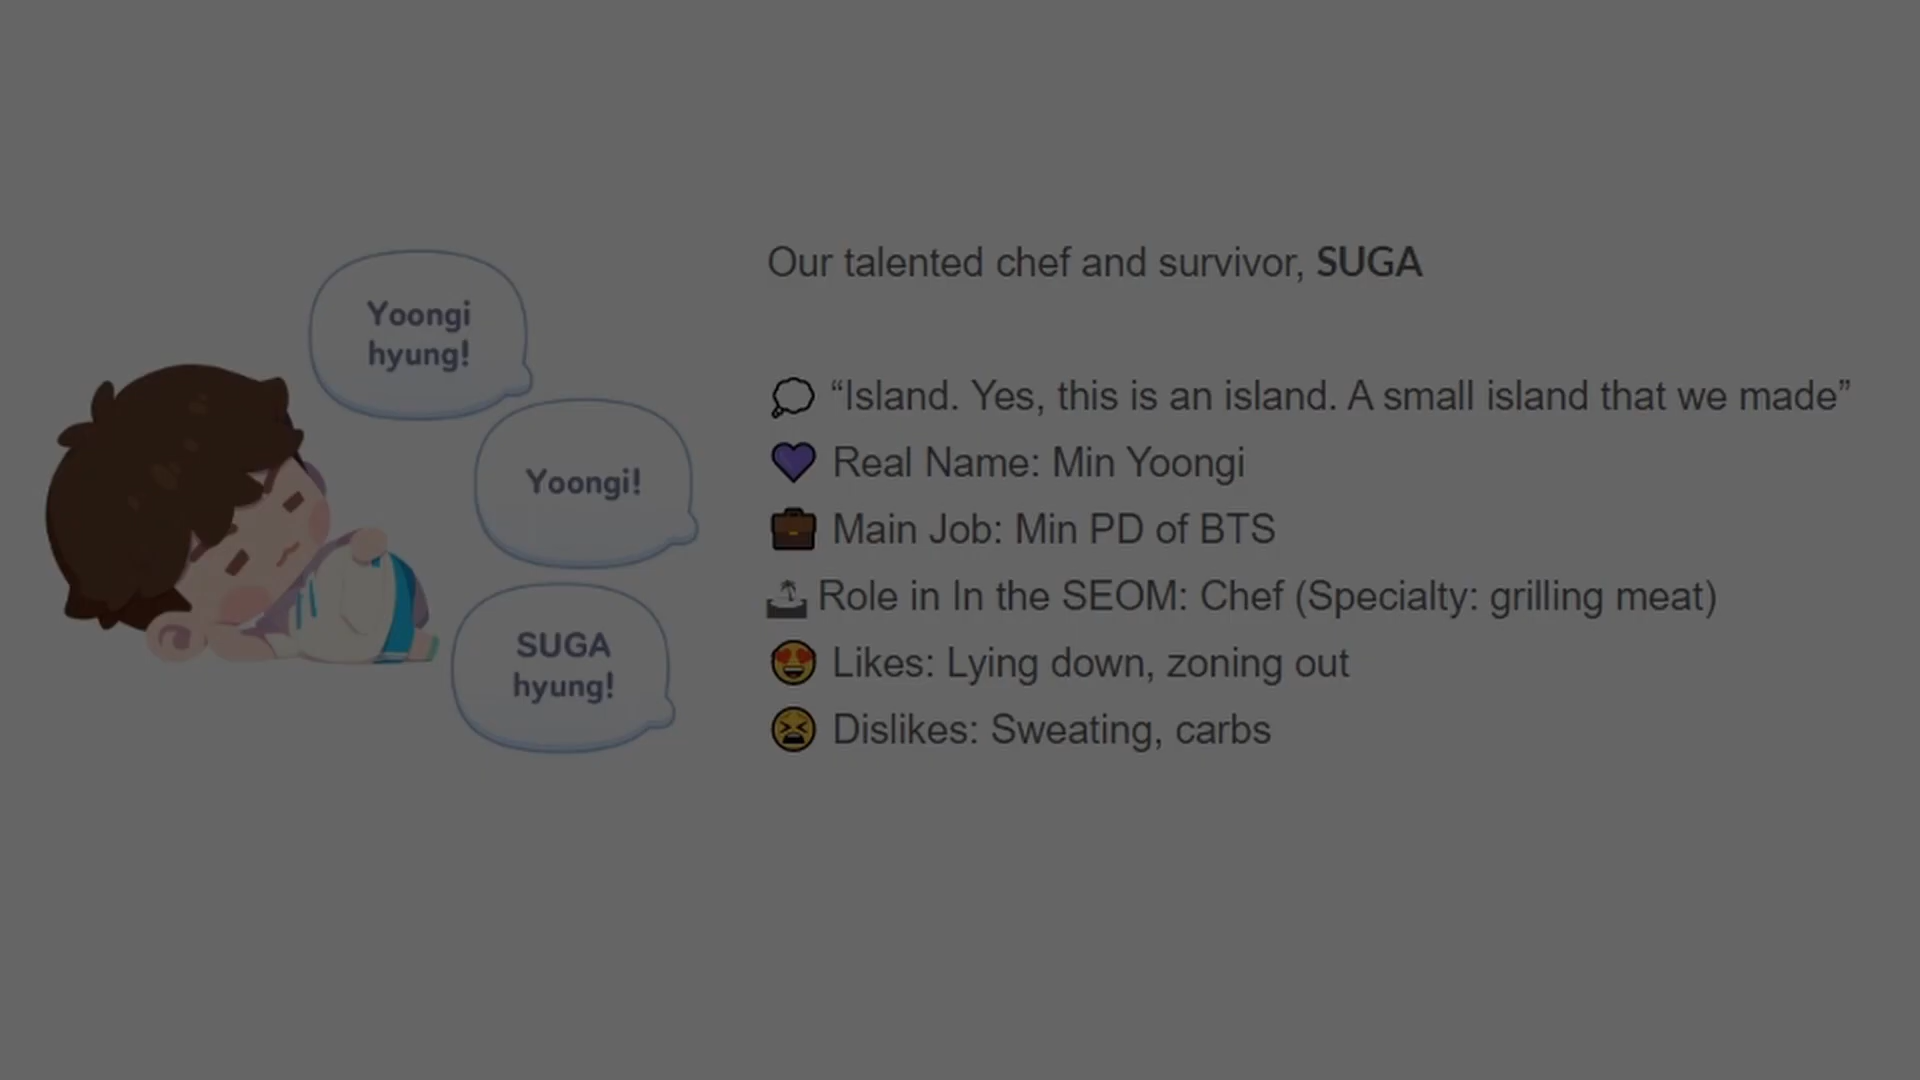 Yoongi
hyung!
Yoongi!
SUGA
hyung!
Our talented chef and survivor, SUGA
“Island. Yes, this is an island. A small island that we made”
Real Name: Min Yoongi
Main Job: Min PD of BTS
Role in In the SEOM: Chef (Specialty: grilling meat)
Likes: Lying down, zoning out
Dislikes: Sweating, carbs